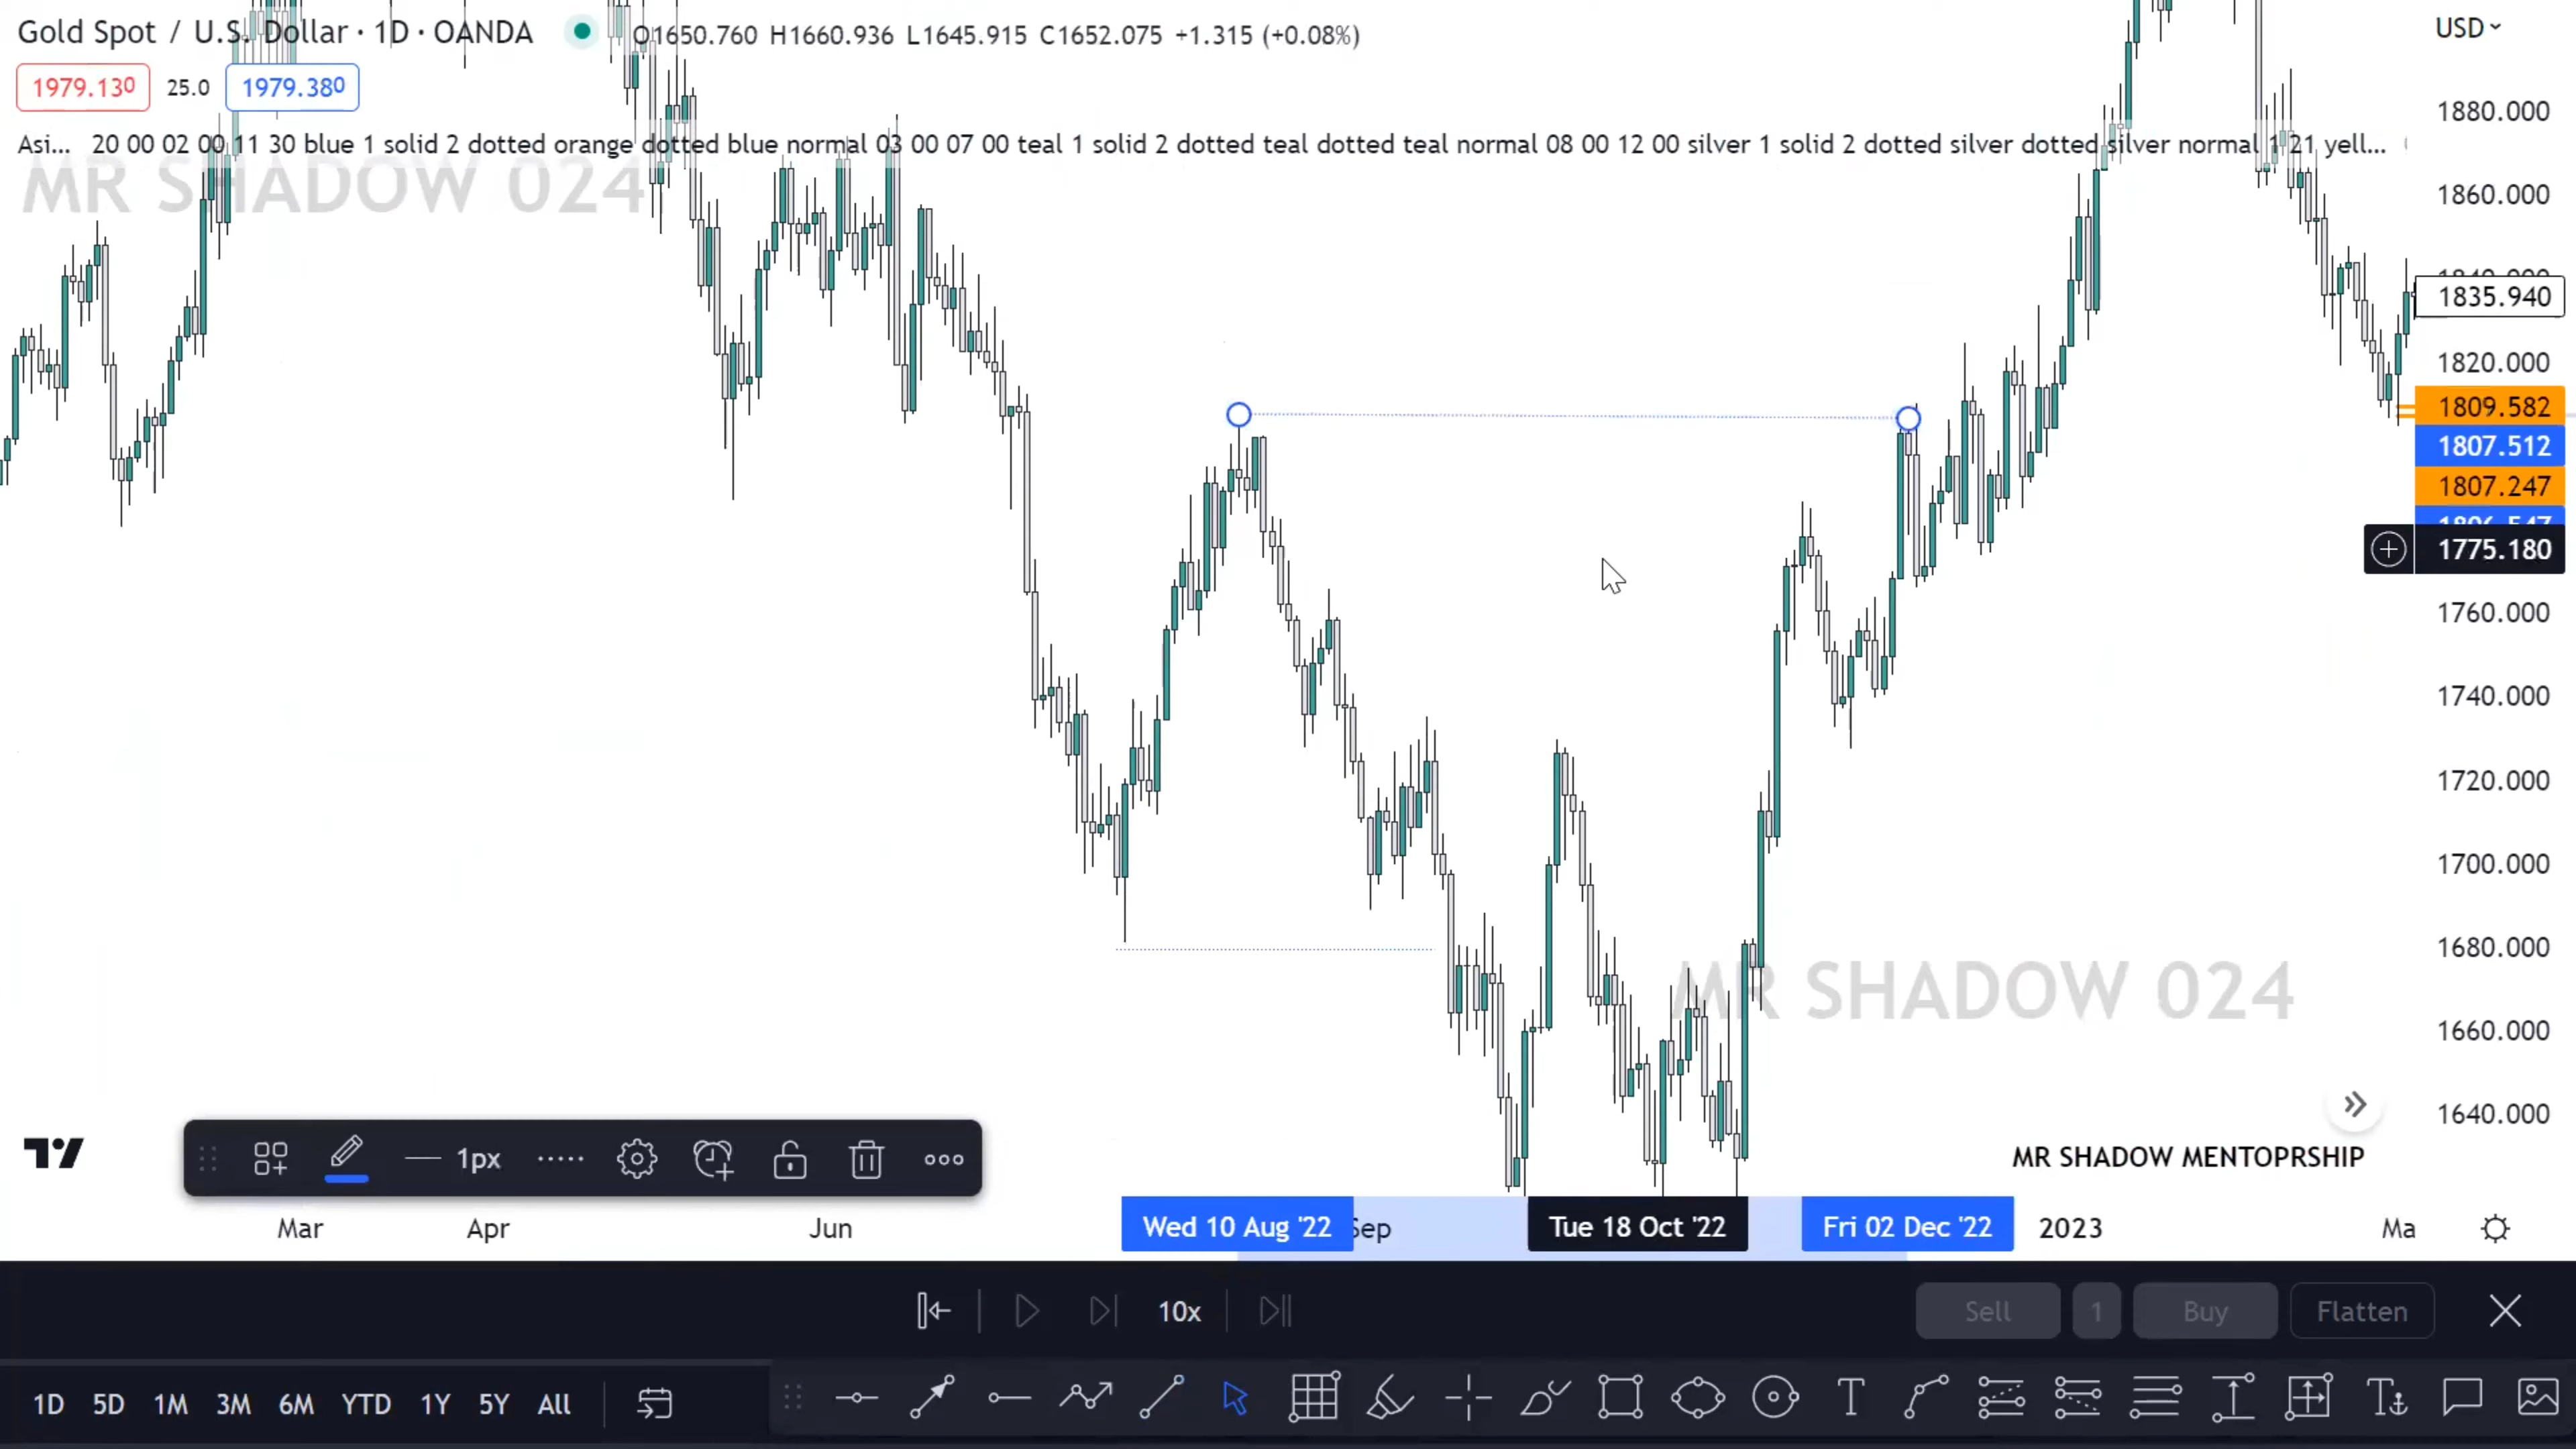 Gold Spot / U.S. Dollar · 1D · OANDA O1650.760 H1660.936 L1645.915 C1652.075 +1.315 (+0.08%)
USD
1979.130 25.0 1979.380
1880.000
Asi... 20 00 02 00 11 30 blue 1 solid 2 dotted orange dotted blue normal 03 00 07 00 teal 1 solid 2 dotted teal dotted teal normal 08 00 12 00 silver 1 solid 2 dotted silver dotted silver normal 1 21 yell...
MR SHADOW 024
1860.000
1835.940
1820.000
1809.582
1807.512
1807.247
1775.180
1760.000
1740.000
1720.000
1700.000
1680.000
MR SHADOW 024
1660.000
1640.000
1px
MR SHADOW MENTOPRSHIP
Mar Apr Jun Wed 10 Aug '22 Sep Tue 18 Oct '22 Fri 02 Dec '22 2023 Ma
10x Sell 1 Buy Flatten
1D 5D 1M 3M 6M YTD 1Y 5Y All